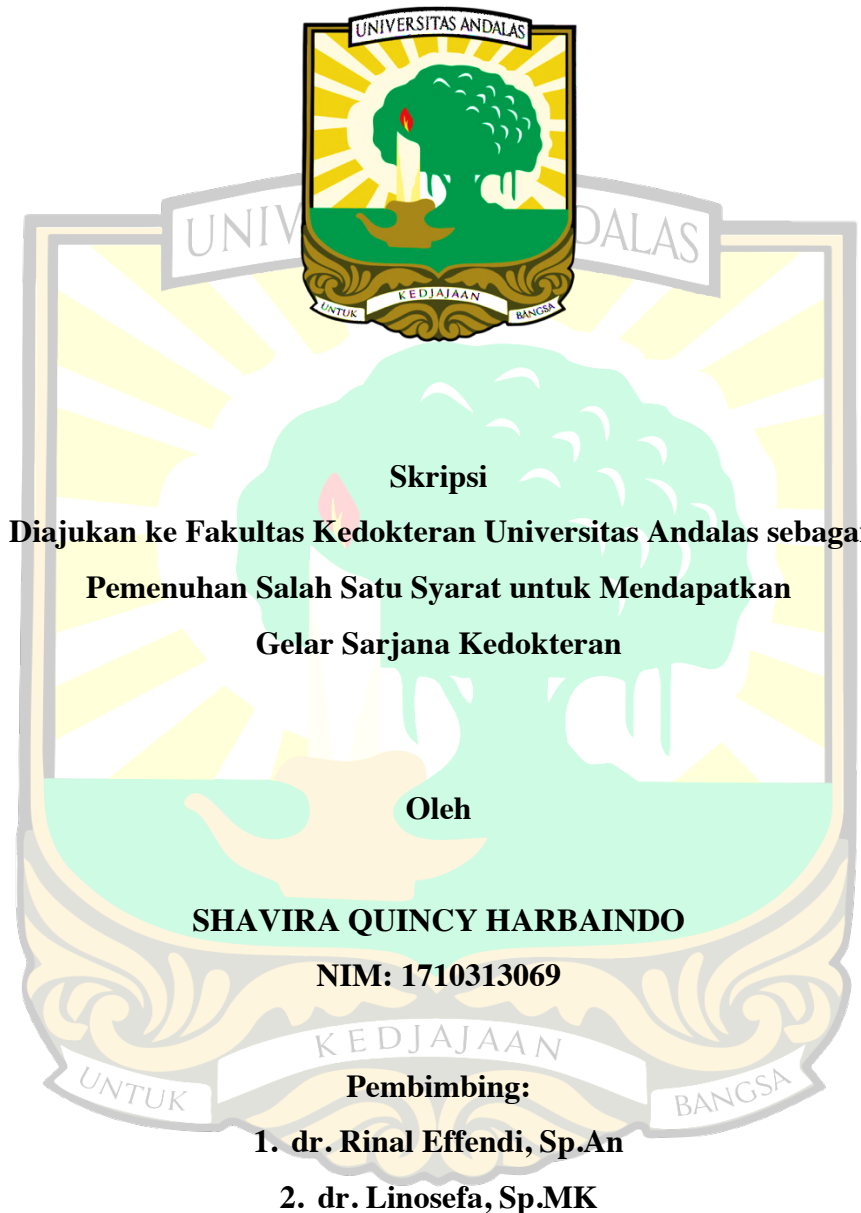 UNIVERSITAS ANDALAS
UNTUK KEDJAJAAN BANGSA
UNIV ANDALAS
Skripsi
Diajukan ke Fakultas Kedokteran Universitas Andalas sebagai
Pemenuhan Salah Satu Syarat untuk Mendapatkan
Gelar Sarjana Kedokteran
Oleh
SHAVIRA QUINCY HARBAINDO
NIM: 1710313069
UNTUK KEDJAJAAN BANGSA
Pembimbing:
1. dr. Rinal Effendi, Sp.An
2. dr. Linosefa, Sp.MK